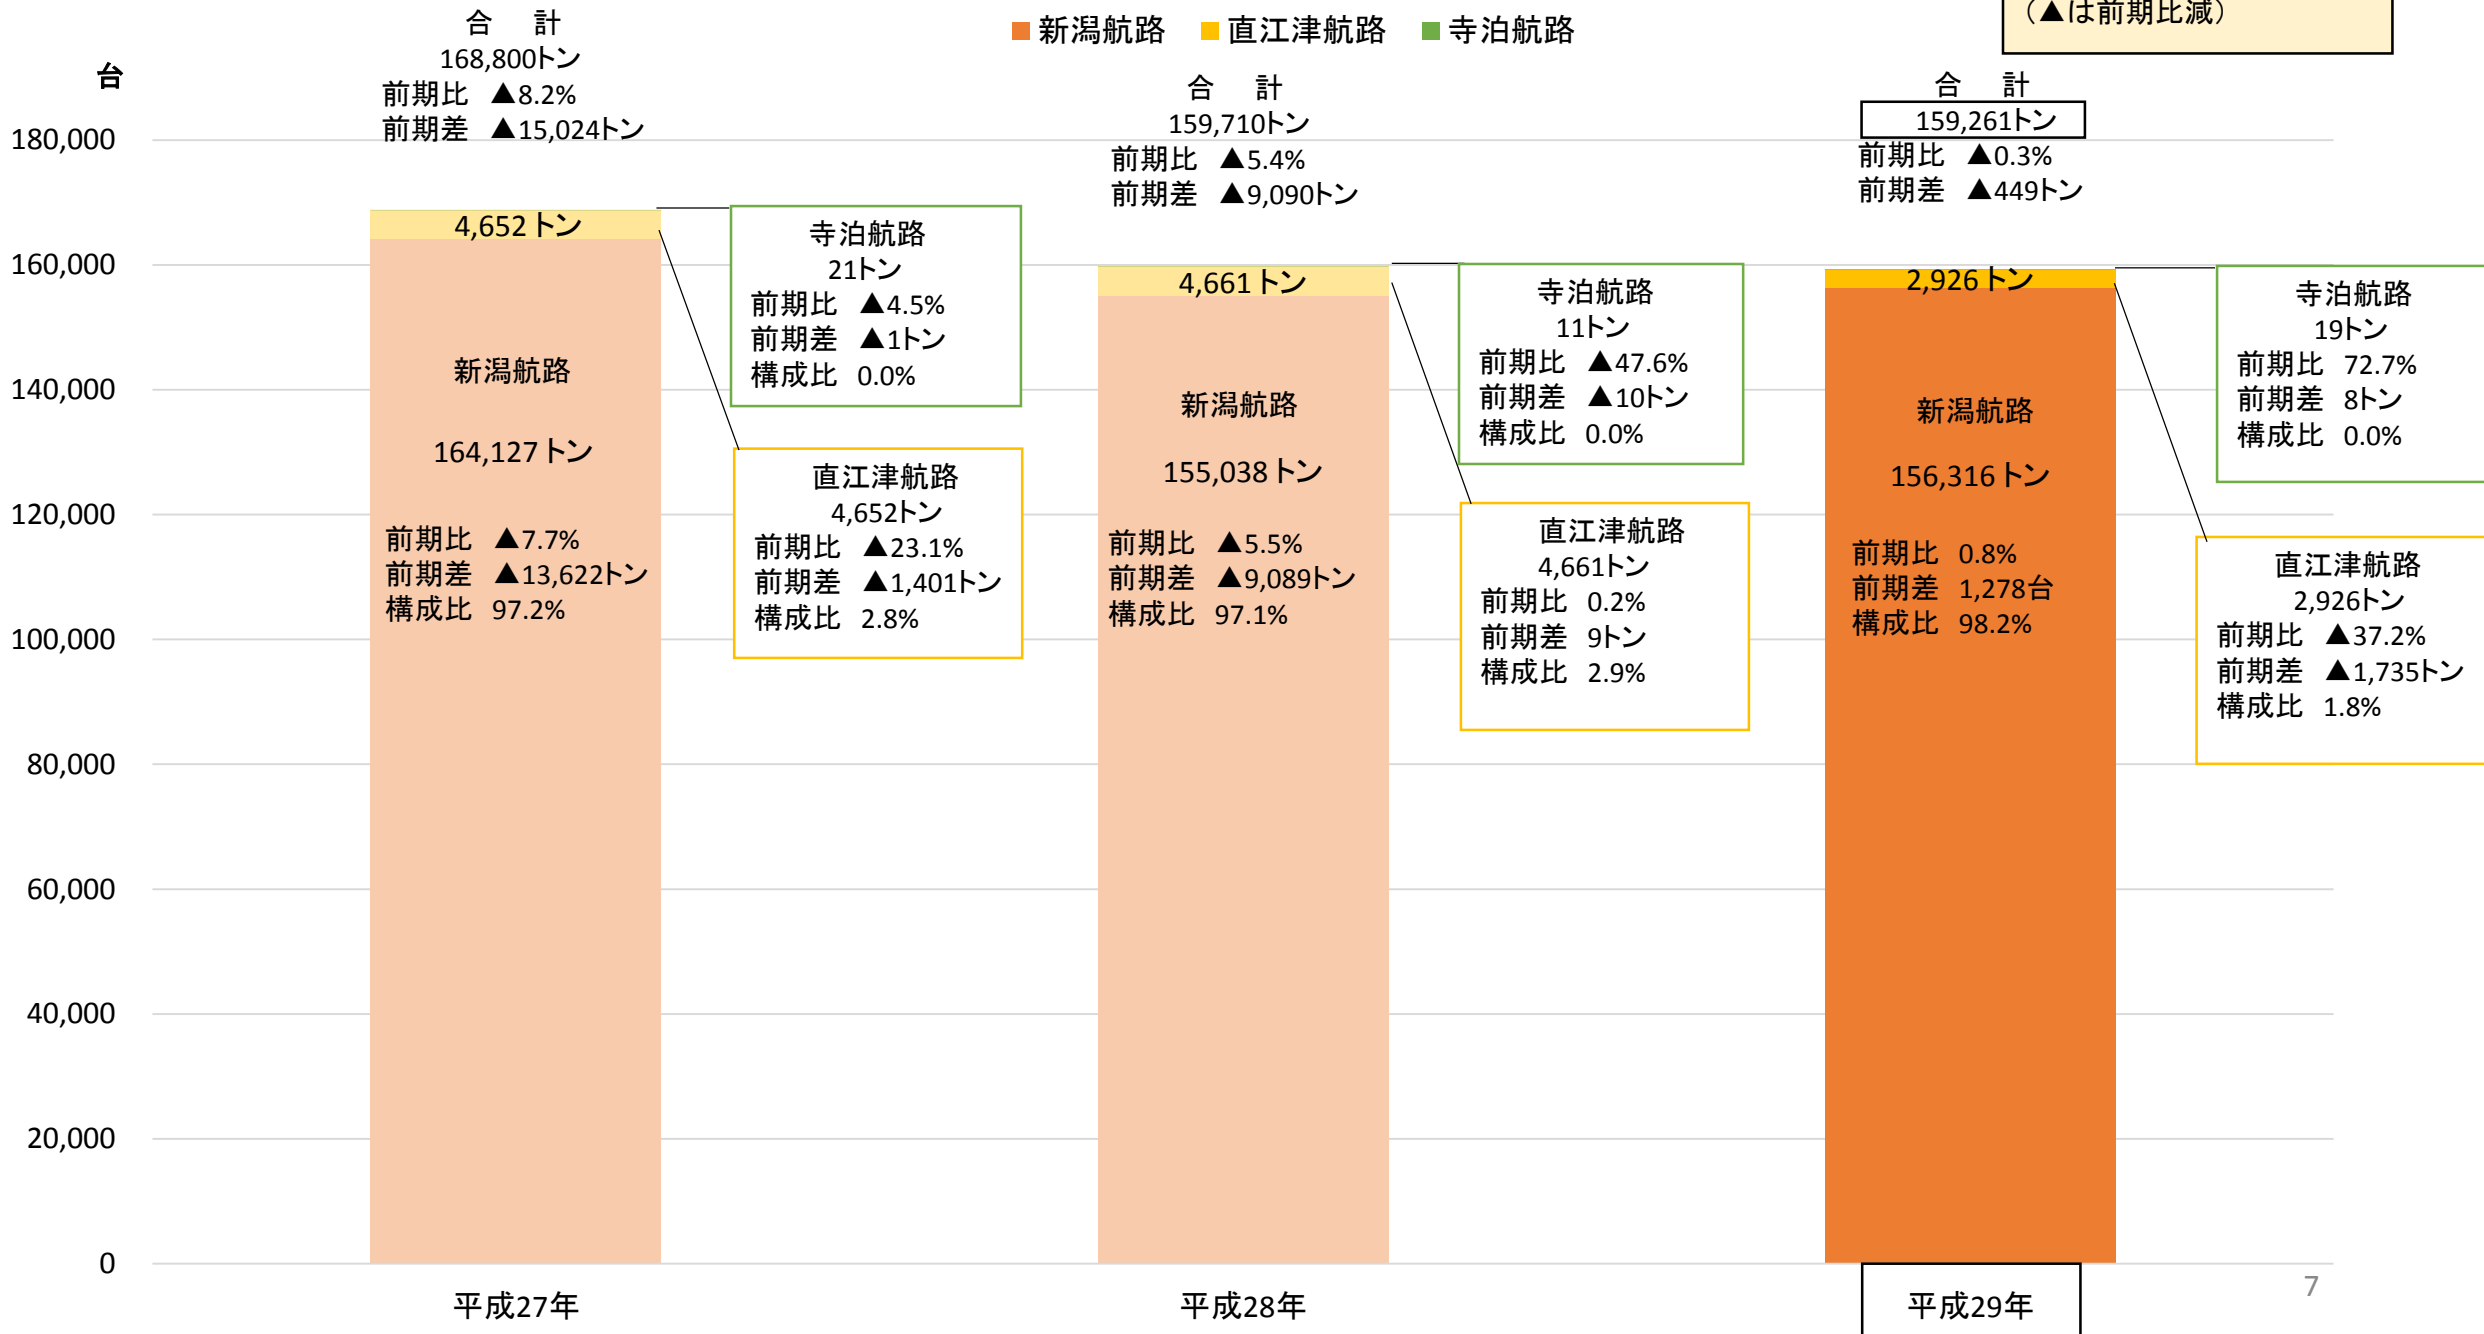 （▲は前期比減）
新潟航路 直江津航路 寺泊航路
台
180,000
160,000
140,000
120,000
100,000
80,000
60,000
40,000
20,000
0
合　計
168,800トン
前期比 ▲8.2%
前期差 ▲15,024トン
4,652 トン
新潟航路
164,127 トン
前期比 ▲7.7%
前期差 ▲13,622トン
構成比 97.2%
寺泊航路
21トン
前期比 ▲4.5%
前期差 ▲1トン
構成比 0.0%
直江津航路
4,652トン
前期比 ▲23.1%
前期差 ▲1,401トン
構成比 2.8%
平成27年
合　計
159,710トン
前期比 ▲5.4%
前期差 ▲9,090トン
4,661 トン
新潟航路
155,038 トン
前期比 ▲5.5%
前期差 ▲9,089トン
構成比 97.1%
寺泊航路
11トン
前期比 ▲47.6%
前期差 ▲10トン
構成比 0.0%
直江津航路
4,661トン
前期比 0.2%
前期差 9トン
構成比 2.9%
平成28年
合　計
159,261トン
前期比 ▲0.3%
前期差 ▲449トン
2,926 トン
新潟航路
156,316 トン
前期比 0.8%
前期差 1,278台
構成比 98.2%
寺泊航路
19トン
前期比 72.7%
前期差 8トン
構成比 0.0%
直江津航路
2,926トン
前期比 ▲37.2%
前期差 ▲1,735トン
構成比 1.8%
平成29年
7